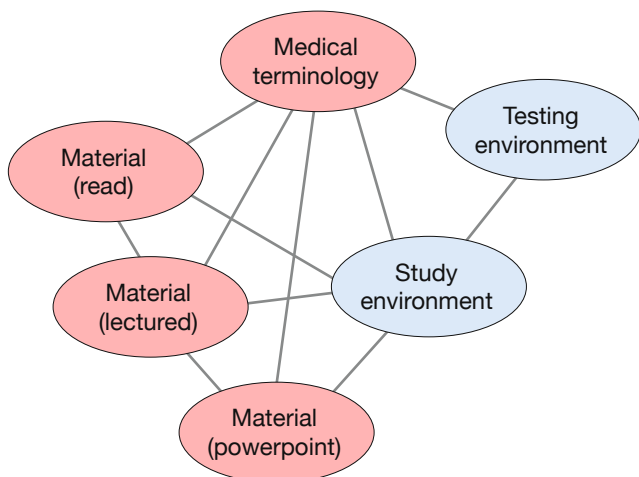 Medical
terminology
Testing
environment
Material
(read)
Study
environment
Material
(lectured)
Material
(powerpoint)